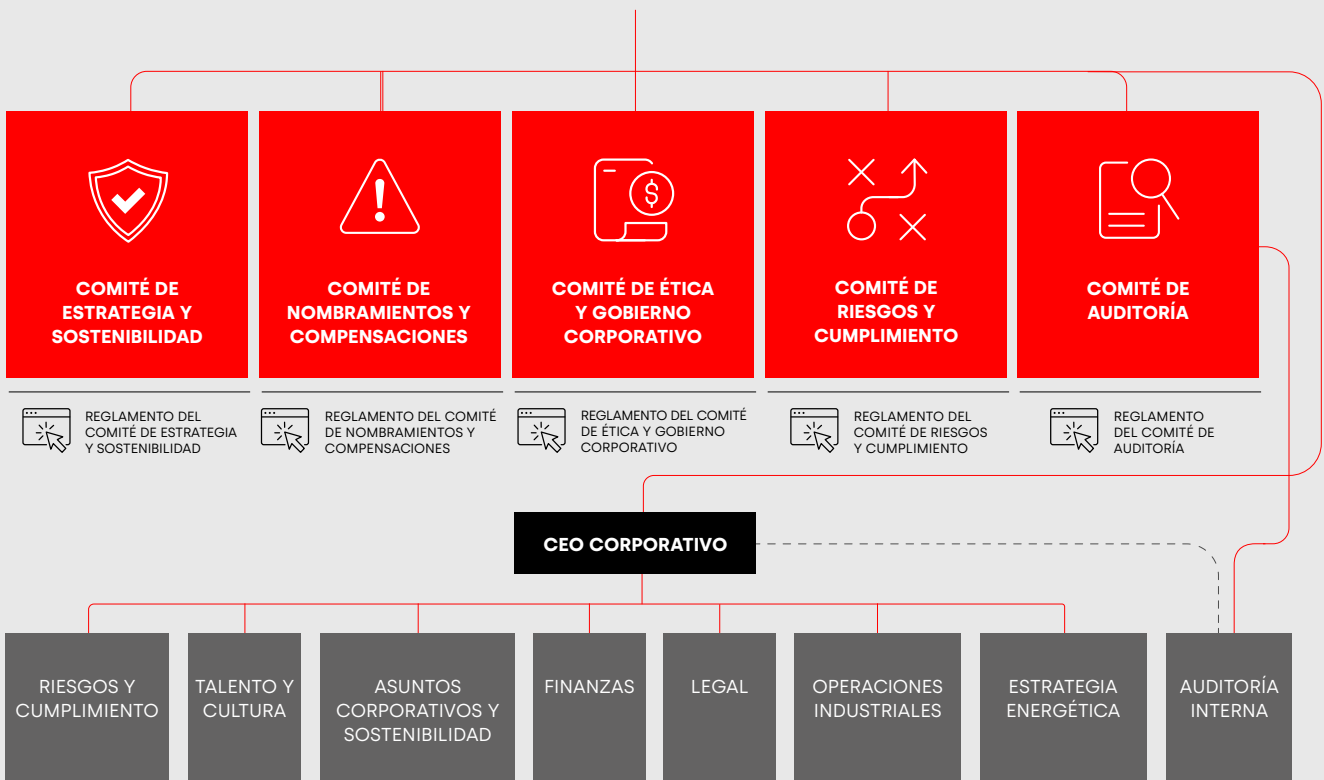 COMITÉ DE
ESTRATEGIA Y
SOSTENIBILIDAD
COMITÉ DE
NOMBRAMIENTOS Y
COMPENSACIONES
COMITÉ DE ÉTICA
Y GOBIERNO
CORPORATIVO
COMITÉ DE
RIESGOS Y
CUMPLIMIENTO
COMITÉ DE
AUDITORÍA
REGLAMENTO DEL
COMITÉ DE ESTRATEGIA
Y SOSTENIBILIDAD
REGLAMENTO DEL COMITÉ
DE NOMBRAMIENTOS Y
COMPENSACIONES
REGLAMENTO DEL COMITÉ
DE ÉTICA Y GOBIERNO
CORPORATIVO
REGLAMENTO DEL
COMITÉ DE RIESGOS
Y CUMPLIMIENTO
REGLAMENTO
DEL COMITÉ DE
AUDITORÍA
CEO CORPORATIVO
RIESGOS Y
CUMPLIMIENTO
TALENTO Y
CULTURA
ASUNTOS
CORPORATIVOS Y
SOSTENIBILIDAD
FINANZAS
LEGAL
OPERACIONES
INDUSTRIALES
ESTRATEGIA
ENERGÉTICA
AUDITORÍA
INTERNA